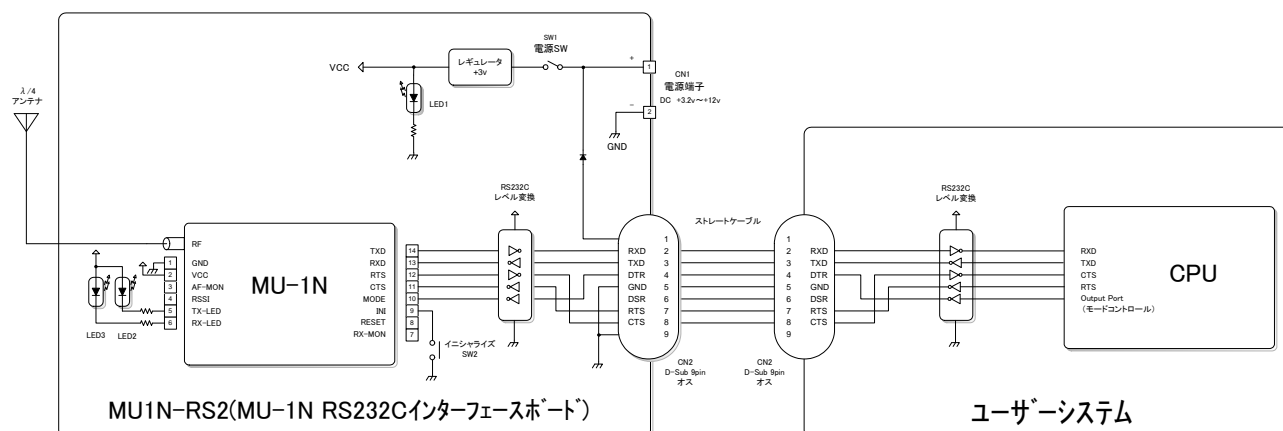 SW1
電源SW
VCC
レギュレータ
+3v
+
1
CN1
電源端子
DC +3.2v～+12v
−
2
GND
LED1
λ/4
アンテナ
RS232C
レベル変換
RF
1 GND
2 VCC
3 AF-MON
4 RSSI
5 TX-LED
6 RX-LED
MU-1N
TXD 14
RXD 13
RTS 12
CTS 11
MODE 10
INI 9
RESET 8
RX-MON 7
LED3
LED2
イニシャライズ
SW2
ストレートケーブル
1
RXD 2
TXD 3
DTR 4
GND 5
DSR 6
RTS 7
CTS 8
9
CN2
D-Sub 9pin
オス
1
2 RXD
3 TXD
4 DTR
5 GND
6 DSR
7 RTS
8 CTS
9
CN2
D-Sub 9pin
オス
RS232C
レベル変換
RXD
TXD
CTS
RTS
Output Port
（モードコントロール）
CPU
MU1N-RS2(MU-1N RS232Cインターフェースボード)
ユーザーシステム